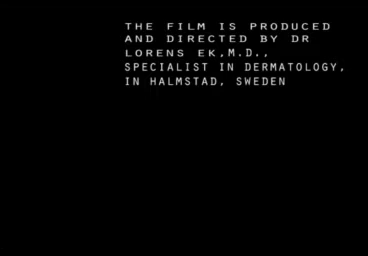 THE FILM IS PRODUCED
AND DIRECTED BY DR
LORENS EK,M.D.,
SPECIALIST IN DERMATOLOGY,
IN HALMSTAD, SWEDEN